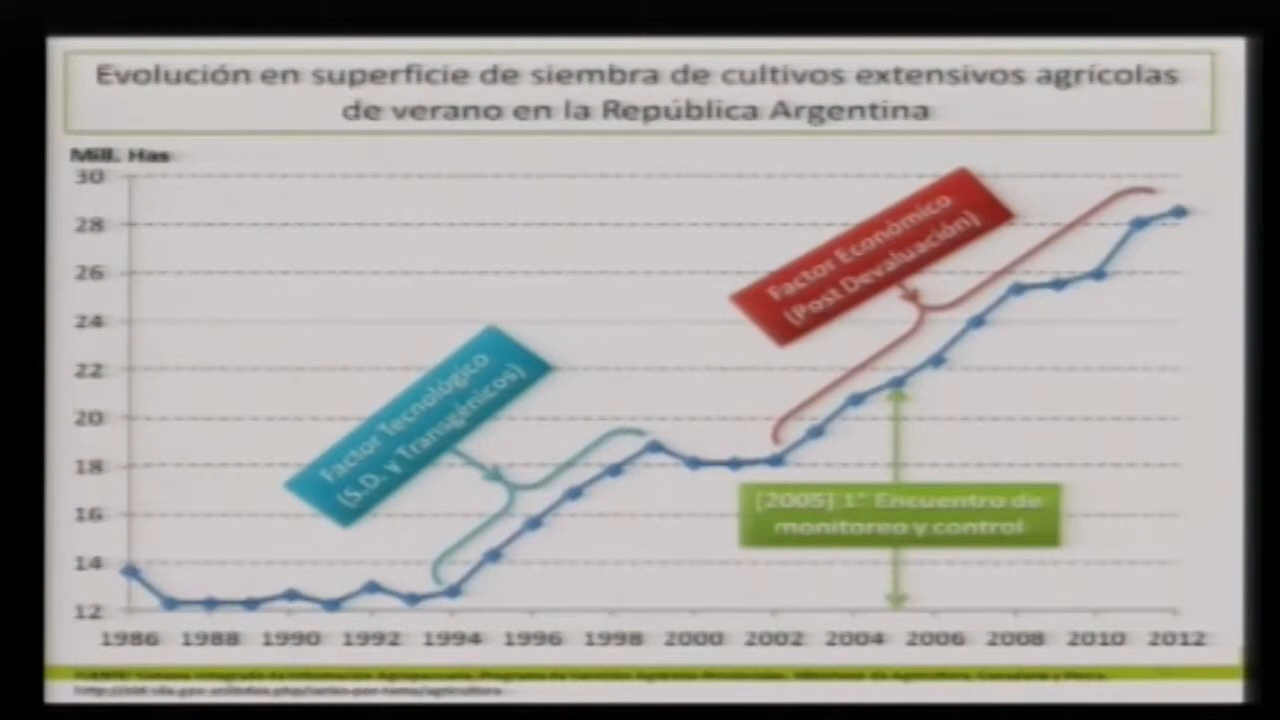 Evolución en superficie de siembra de cultivos extensivos agrícolas
de verano en la República Argentina
Mill. Has
30
28
26
24
22
20
18
16
14
12
Factor Tecnológico
(S.D. y Transgénicos)
Factor Económico
(Post Devaluación)
[2005] 1° Encuentro de
monitoreo y control
1986 1988 1990 1992 1994 1996 1998 2000 2002 2004 2006 2008 2010 2012